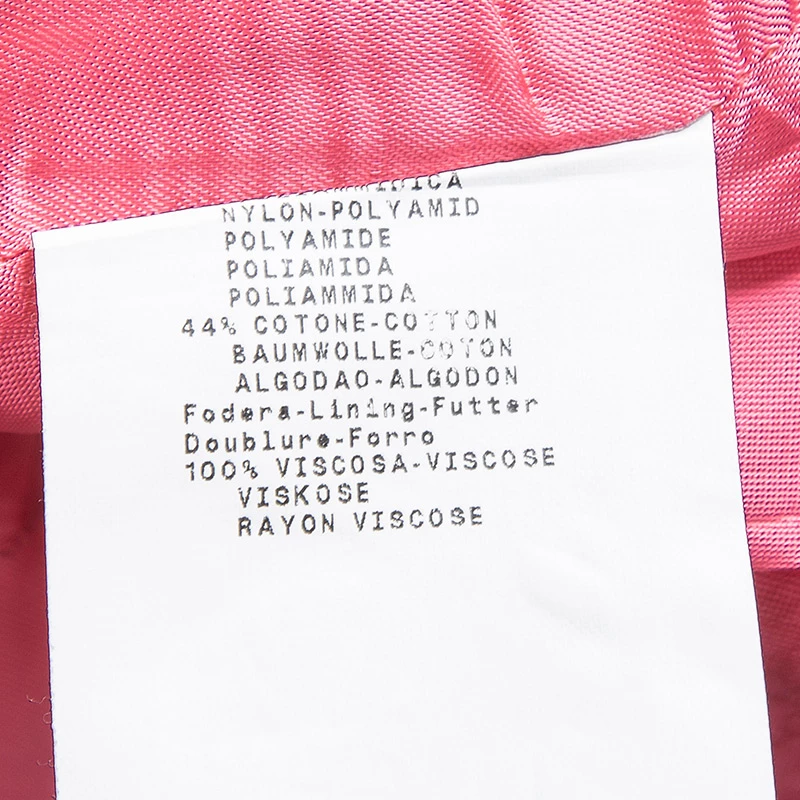 NYLON-POLYAMID
POLYAMIDE
POLIAMIDA
POLIAMMIDA
44% COTONE-COTTON
BAUMWOLLE-COTON
ALGODAO-ALGODON
Fodera-Lining-Futter
Doublure-Forro
100% VISCOSA-VISCOSE
VISKOSE
RAYON VISCOSE